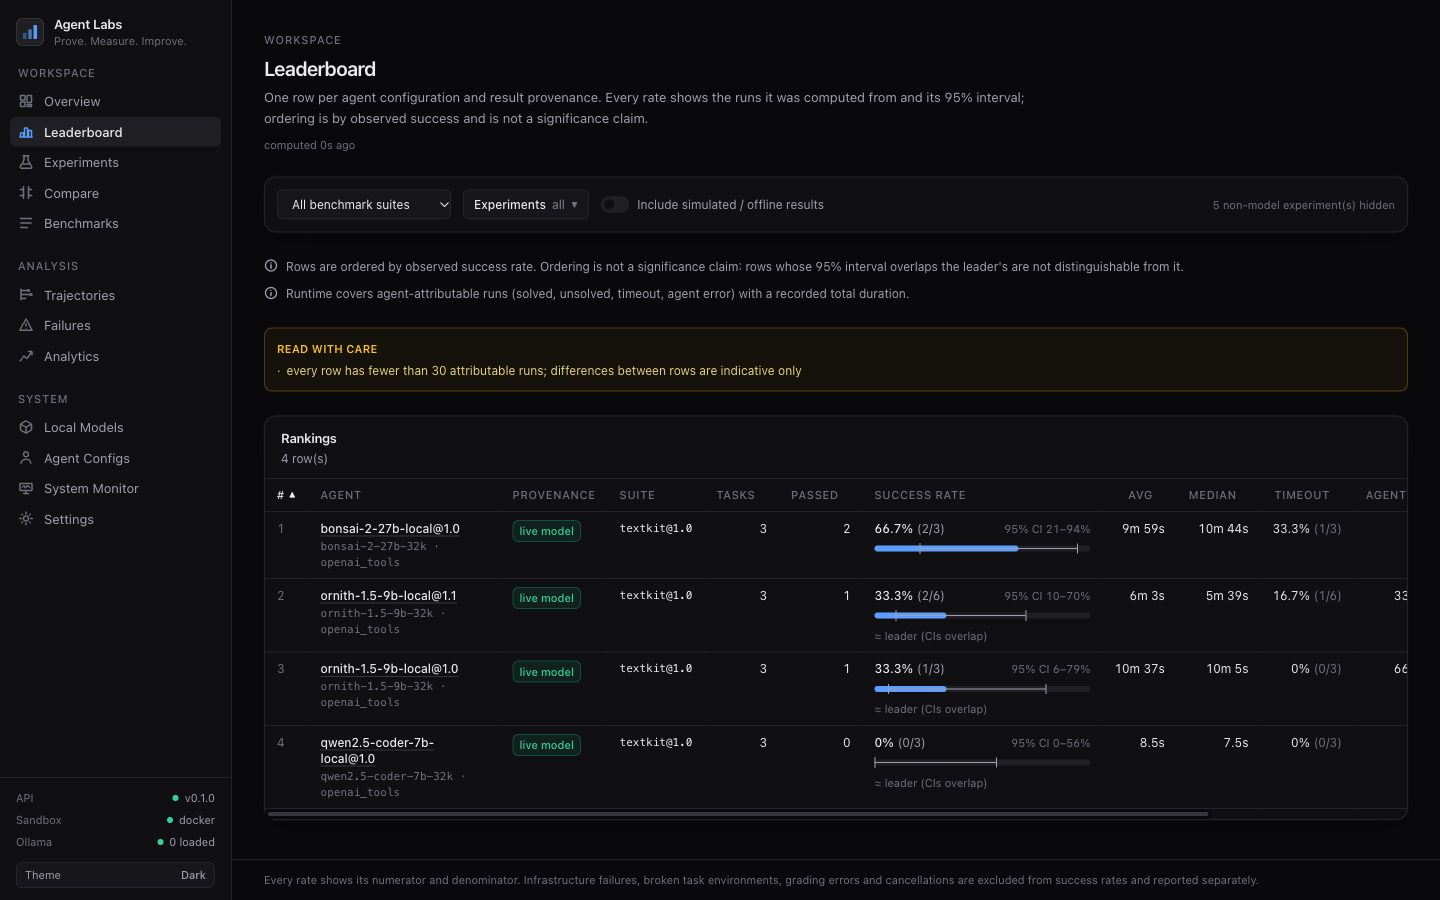 Agent Labs
Prove. Measure. Improve.
WORKSPACE
Overview
Leaderboard
Experiments
Compare
Benchmarks
ANALYSIS
Trajectories
Failures
Analytics
SYSTEM
Local Models
Agent Configs
System Monitor
Settings
API v0.1.0
Sandbox docker
Ollama 0 loaded
Theme Dark
WORKSPACE
Leaderboard
One row per agent configuration and result provenance. Every rate shows the runs it was computed from and its 95% interval;
ordering is by observed success and is not a significance claim.
computed 0s ago
All benchmark suites Experiments all ▾ Include simulated / offline results 5 non-model experiment(s) hidden
Rows are ordered by observed success rate. Ordering is not a significance claim: rows whose 95% interval overlaps the leader's are not distinguishable from it.
Runtime covers agent-attributable runs (solved, unsolved, timeout, agent error) with a recorded total duration.
READ WITH CARE
· every row has fewer than 30 attributable runs; differences between rows are indicative only
Rankings
4 row(s)
# ▲ AGENT PROVENANCE SUITE TASKS PASSED SUCCESS RATE AVG MEDIAN TIMEOUT AGENT
1 bonsai-2-27b-local@1.0 live model textkit@1.0 3 2 66.7% (2/3) 95% CI 21–94% 9m 59s 10m 44s 33.3% (1/3)
bonsai-2-27b-32k ·
openai_tools
2 ornith-1.5-9b-local@1.1 live model textkit@1.0 3 1 33.3% (2/6) 95% CI 10–70% 6m 3s 5m 39s 16.7% (1/6) 33
ornith-1.5-9b-32k ·
openai_tools
≈ leader (CIs overlap)
3 ornith-1.5-9b-local@1.0 live model textkit@1.0 3 1 33.3% (1/3) 95% CI 6–79% 10m 37s 10m 5s 0% (0/3) 66
ornith-1.5-9b-32k ·
openai_tools
≈ leader (CIs overlap)
4 qwen2.5-coder-7b- live model textkit@1.0 3 0 0% (0/3) 95% CI 0–56% 8.5s 7.5s 0% (0/3)
local@1.0
qwen2.5-coder-7b-32k ·
openai_tools
≈ leader (CIs overlap)
Every rate shows its numerator and denominator. Infrastructure failures, broken task environments, grading errors and cancellations are excluded from success rates and reported separately.